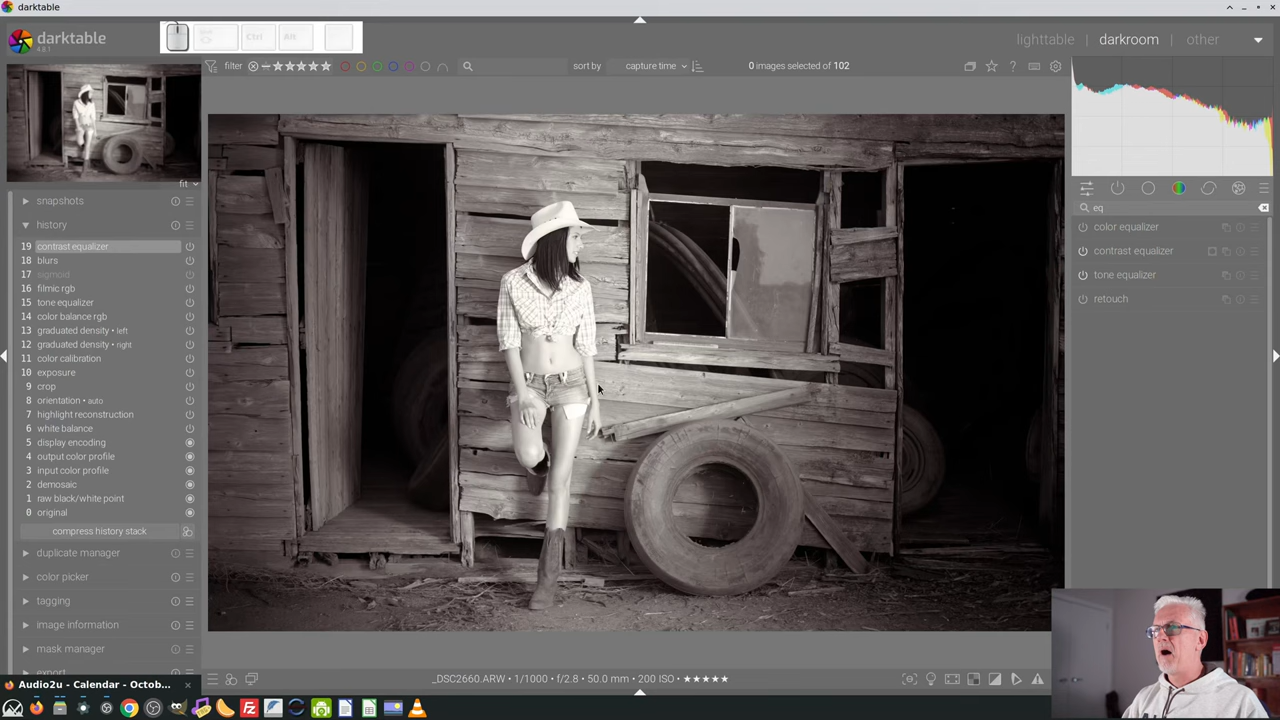 darktable
darktable
4.8.1
Ctrl
Alt
lighttable | darkroom | other
filter
sort by
capture time
0 images selected of 102
fit
snapshots
history
19 contrast equalizer
18 blurs
17 sigmoid
16 filmic rgb
15 tone equalizer
14 color balance rgb
13 graduated density • left
12 graduated density • right
11 color calibration
10 exposure
9 crop
8 orientation • auto
7 highlight reconstruction
6 white balance
5 display encoding
4 output color profile
3 input color profile
2 demosaic
1 raw black/white point
0 original
compress history stack
duplicate manager
color picker
tagging
image information
mask manager
export
eq
color equalizer
contrast equalizer
tone equalizer
retouch
_DSC2660.ARW • 1/1000 • f/2.8 • 50.0 mm • 200 ISO • ★★★★★
Audio2u - Calendar - Octob...